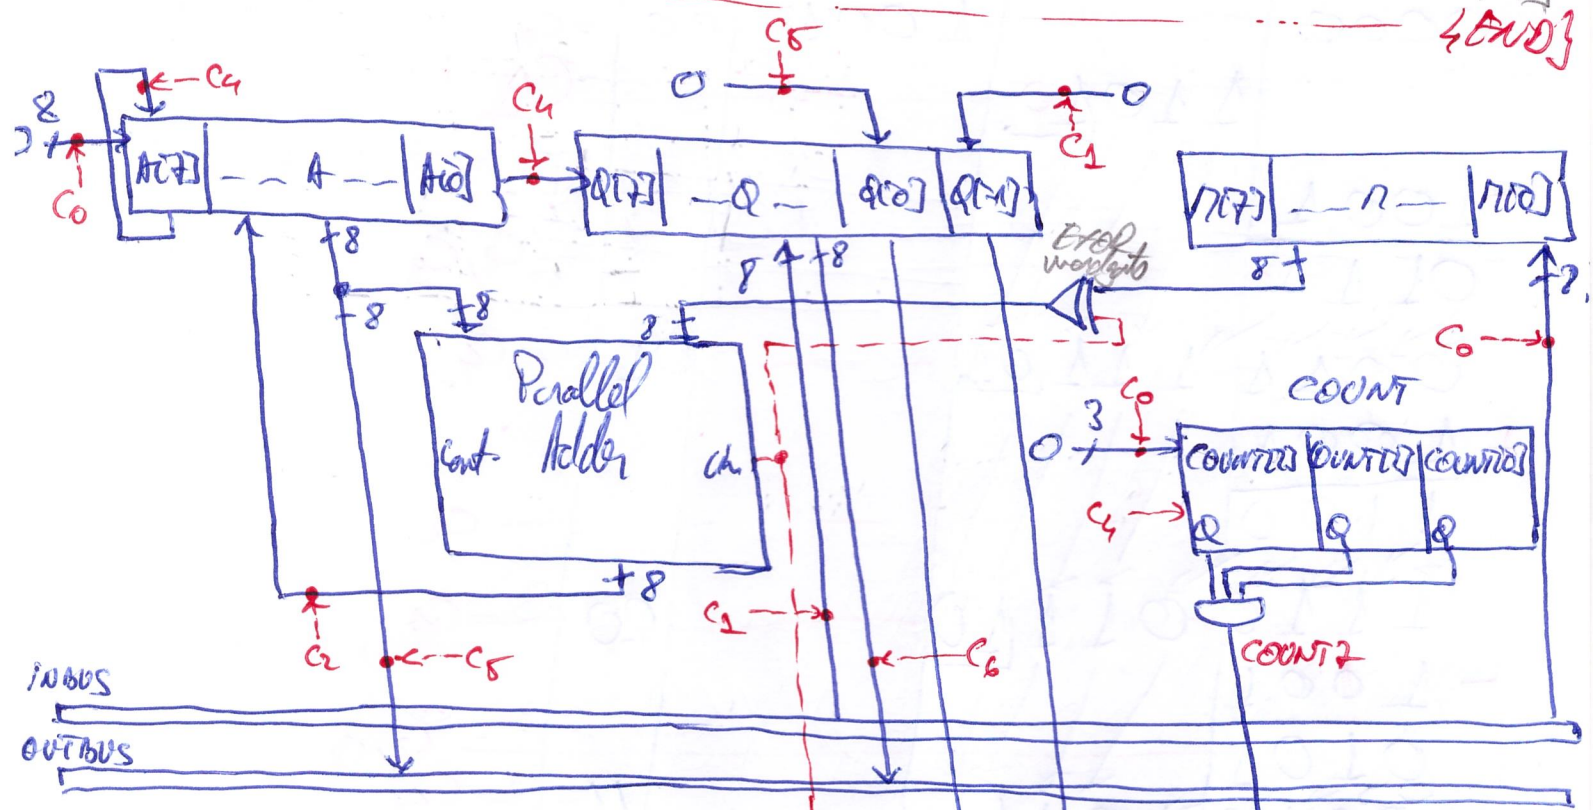 {END}
C5
8
C4
C4
0
0
C1
C0
A[7] _ _ A _ _ A[0]
Q[7] _ Q _ Q[0] Q[-1]
M[7] _ _ M _ _ M[0]
8
8
8
8
8
EXOR
wordgate
8
8
8
Parallel
Adder
Cout
Cin
C0
COUNT
C0
0
3
COUNT[2] COUNT[1] COUNT[0]
C4
Q Q Q
8
C1
C2
C5
C6
COUNT7
INBUS
OUTBUS